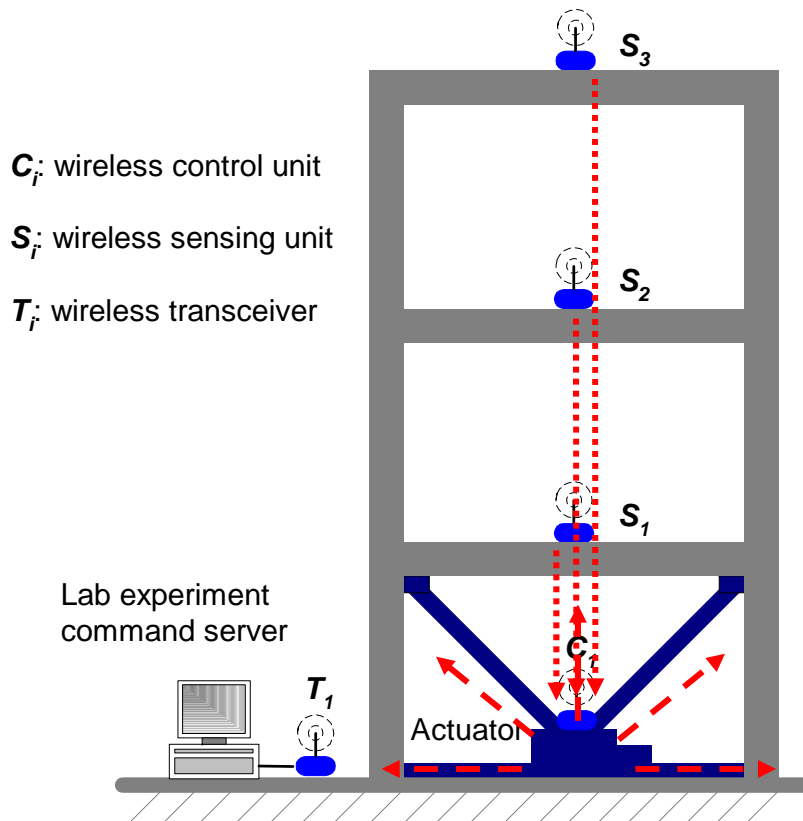 S3
Ci: wireless control unit
Si: wireless sensing unit
S2
Ti: wireless transceiver
S1
Lab experiment
command server
C1
T1
Actuator